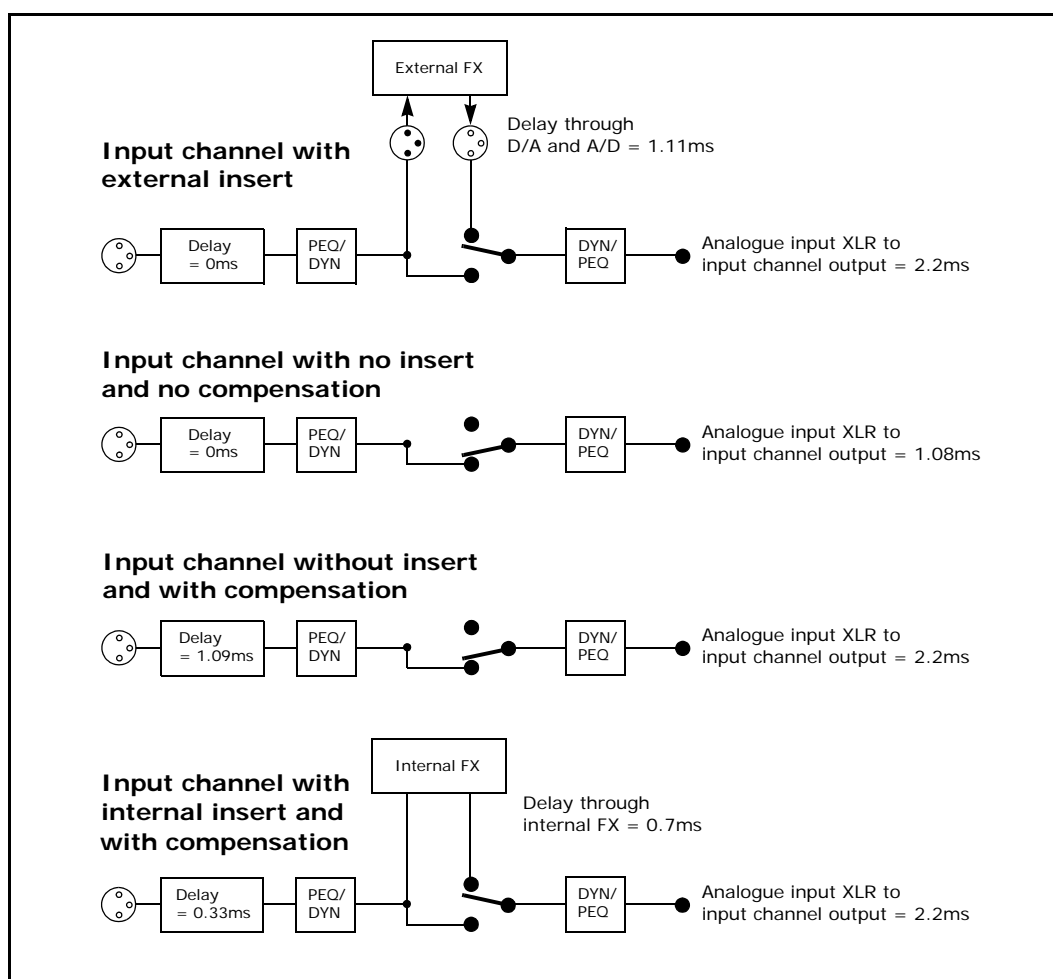 External FX
Delay through
D/A and A/D = 1.11ms
Input channel with
external insert
Delay
= 0ms
PEQ/
DYN
DYN/
PEQ
Analogue input XLR to
input channel output = 2.2ms
Input channel with no insert
and no compensation
Delay
= 0ms
PEQ/
DYN
DYN/
PEQ
Analogue input XLR to
input channel output = 1.08ms
Input channel without insert
and with compensation
Delay
= 1.09ms
PEQ/
DYN
DYN/
PEQ
Analogue input XLR to
input channel output = 2.2ms
Internal FX
Input channel with
internal insert and
with compensation
Delay through
internal FX = 0.7ms
Delay
= 0.33ms
PEQ/
DYN
DYN/
PEQ
Analogue input XLR to
input channel output = 2.2ms